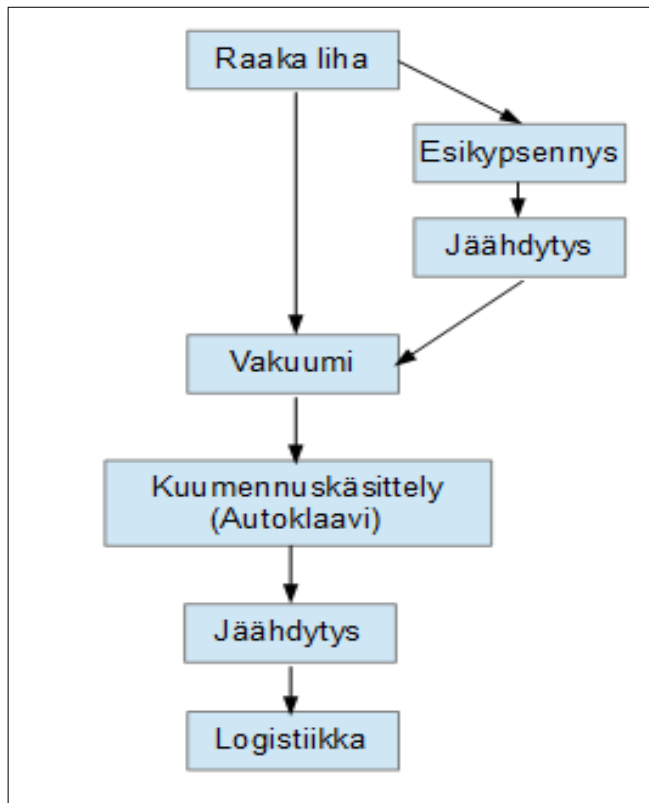 Raaka liha
Esikypsennys
Jäähdytys
Vakuumi
Kuumennuskäsittely
(Autoklaavi)
Jäähdytys
Logistiikka